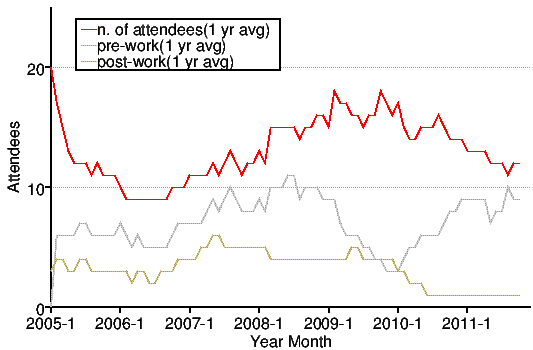 n. of attendees(1 yr avg)
pre-work(1 yr avg)
post-work(1 yr avg)
20
10
0
Attendees
2005-1 2006-1 2007-1 2008-1 2009-1 2010-1 2011-1
Year Month